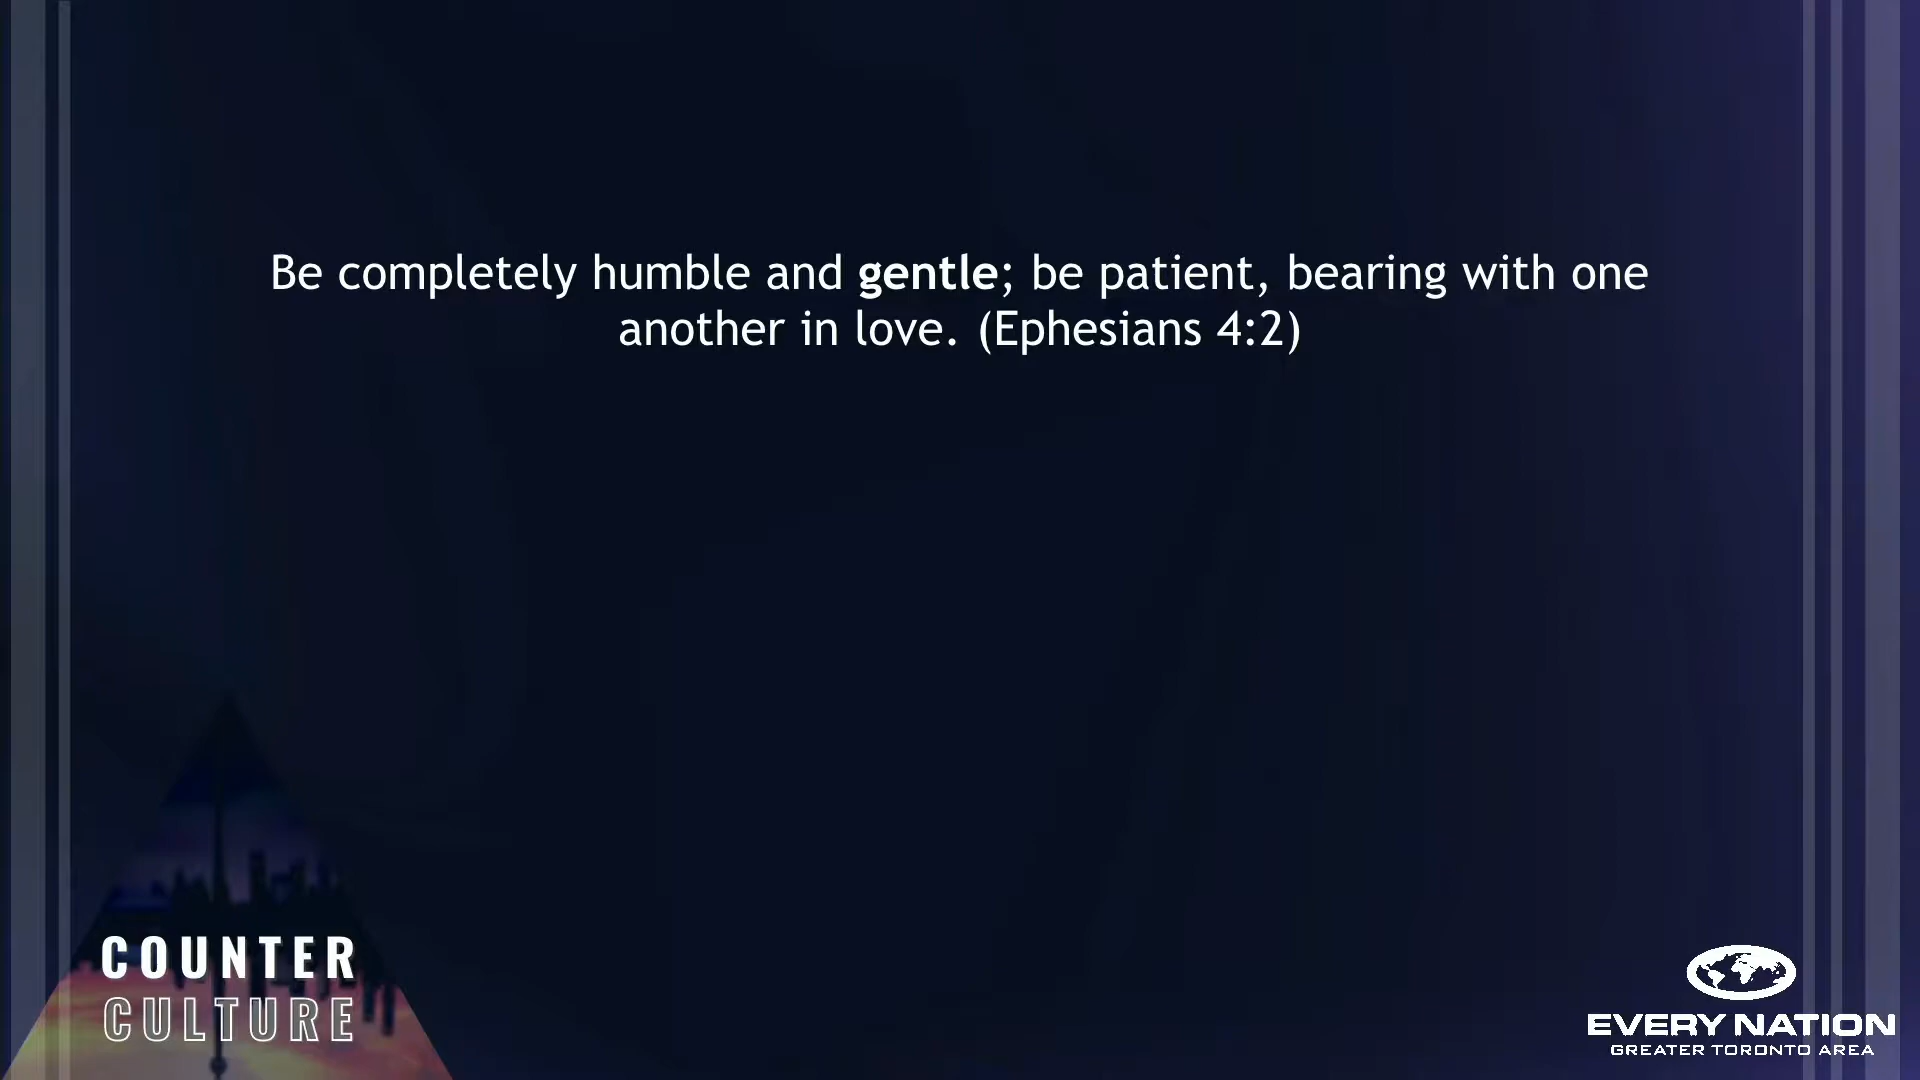 Be completely humble and gentle; be patient, bearing with one
another in love. (Ephesians 4:2)
COUNTER
CULTURE
EVERY NATION
GREATER TORONTO AREA